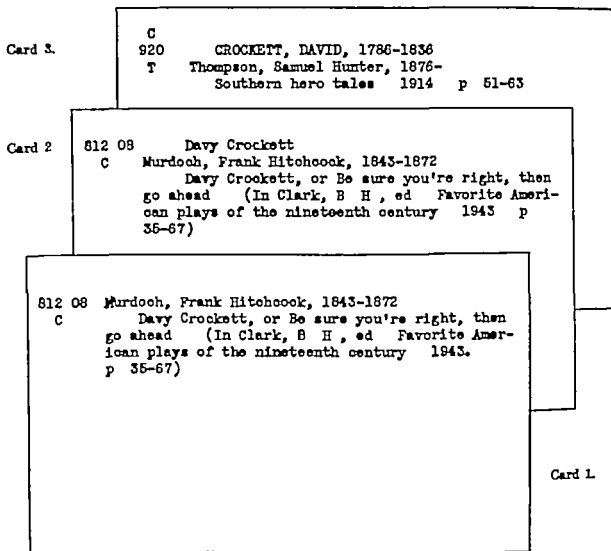 Card 3.
C
920 CROCKETT, DAVID, 1786-1836
T Thompson, Samuel Hunter, 1876-
Southern hero tales 1914 p 51-63
Card 2
812 08 Davy Crockett
C Murdoch, Frank Hitchcock, 1843-1872
Davy Crockett, or Be sure you're right, then
go ahead (In Clark, B H , ed Favorite Ameri-
can plays of the nineteenth century 1943 p
35-67)
812 08 Murdoch, Frank Hitchcock, 1843-1872
C Davy Crockett, or Be sure you're right, then
go ahead (In Clark, B H , ed Favorite Amer-
ican plays of the nineteenth century 1943.
p 35-67)
Card 1.